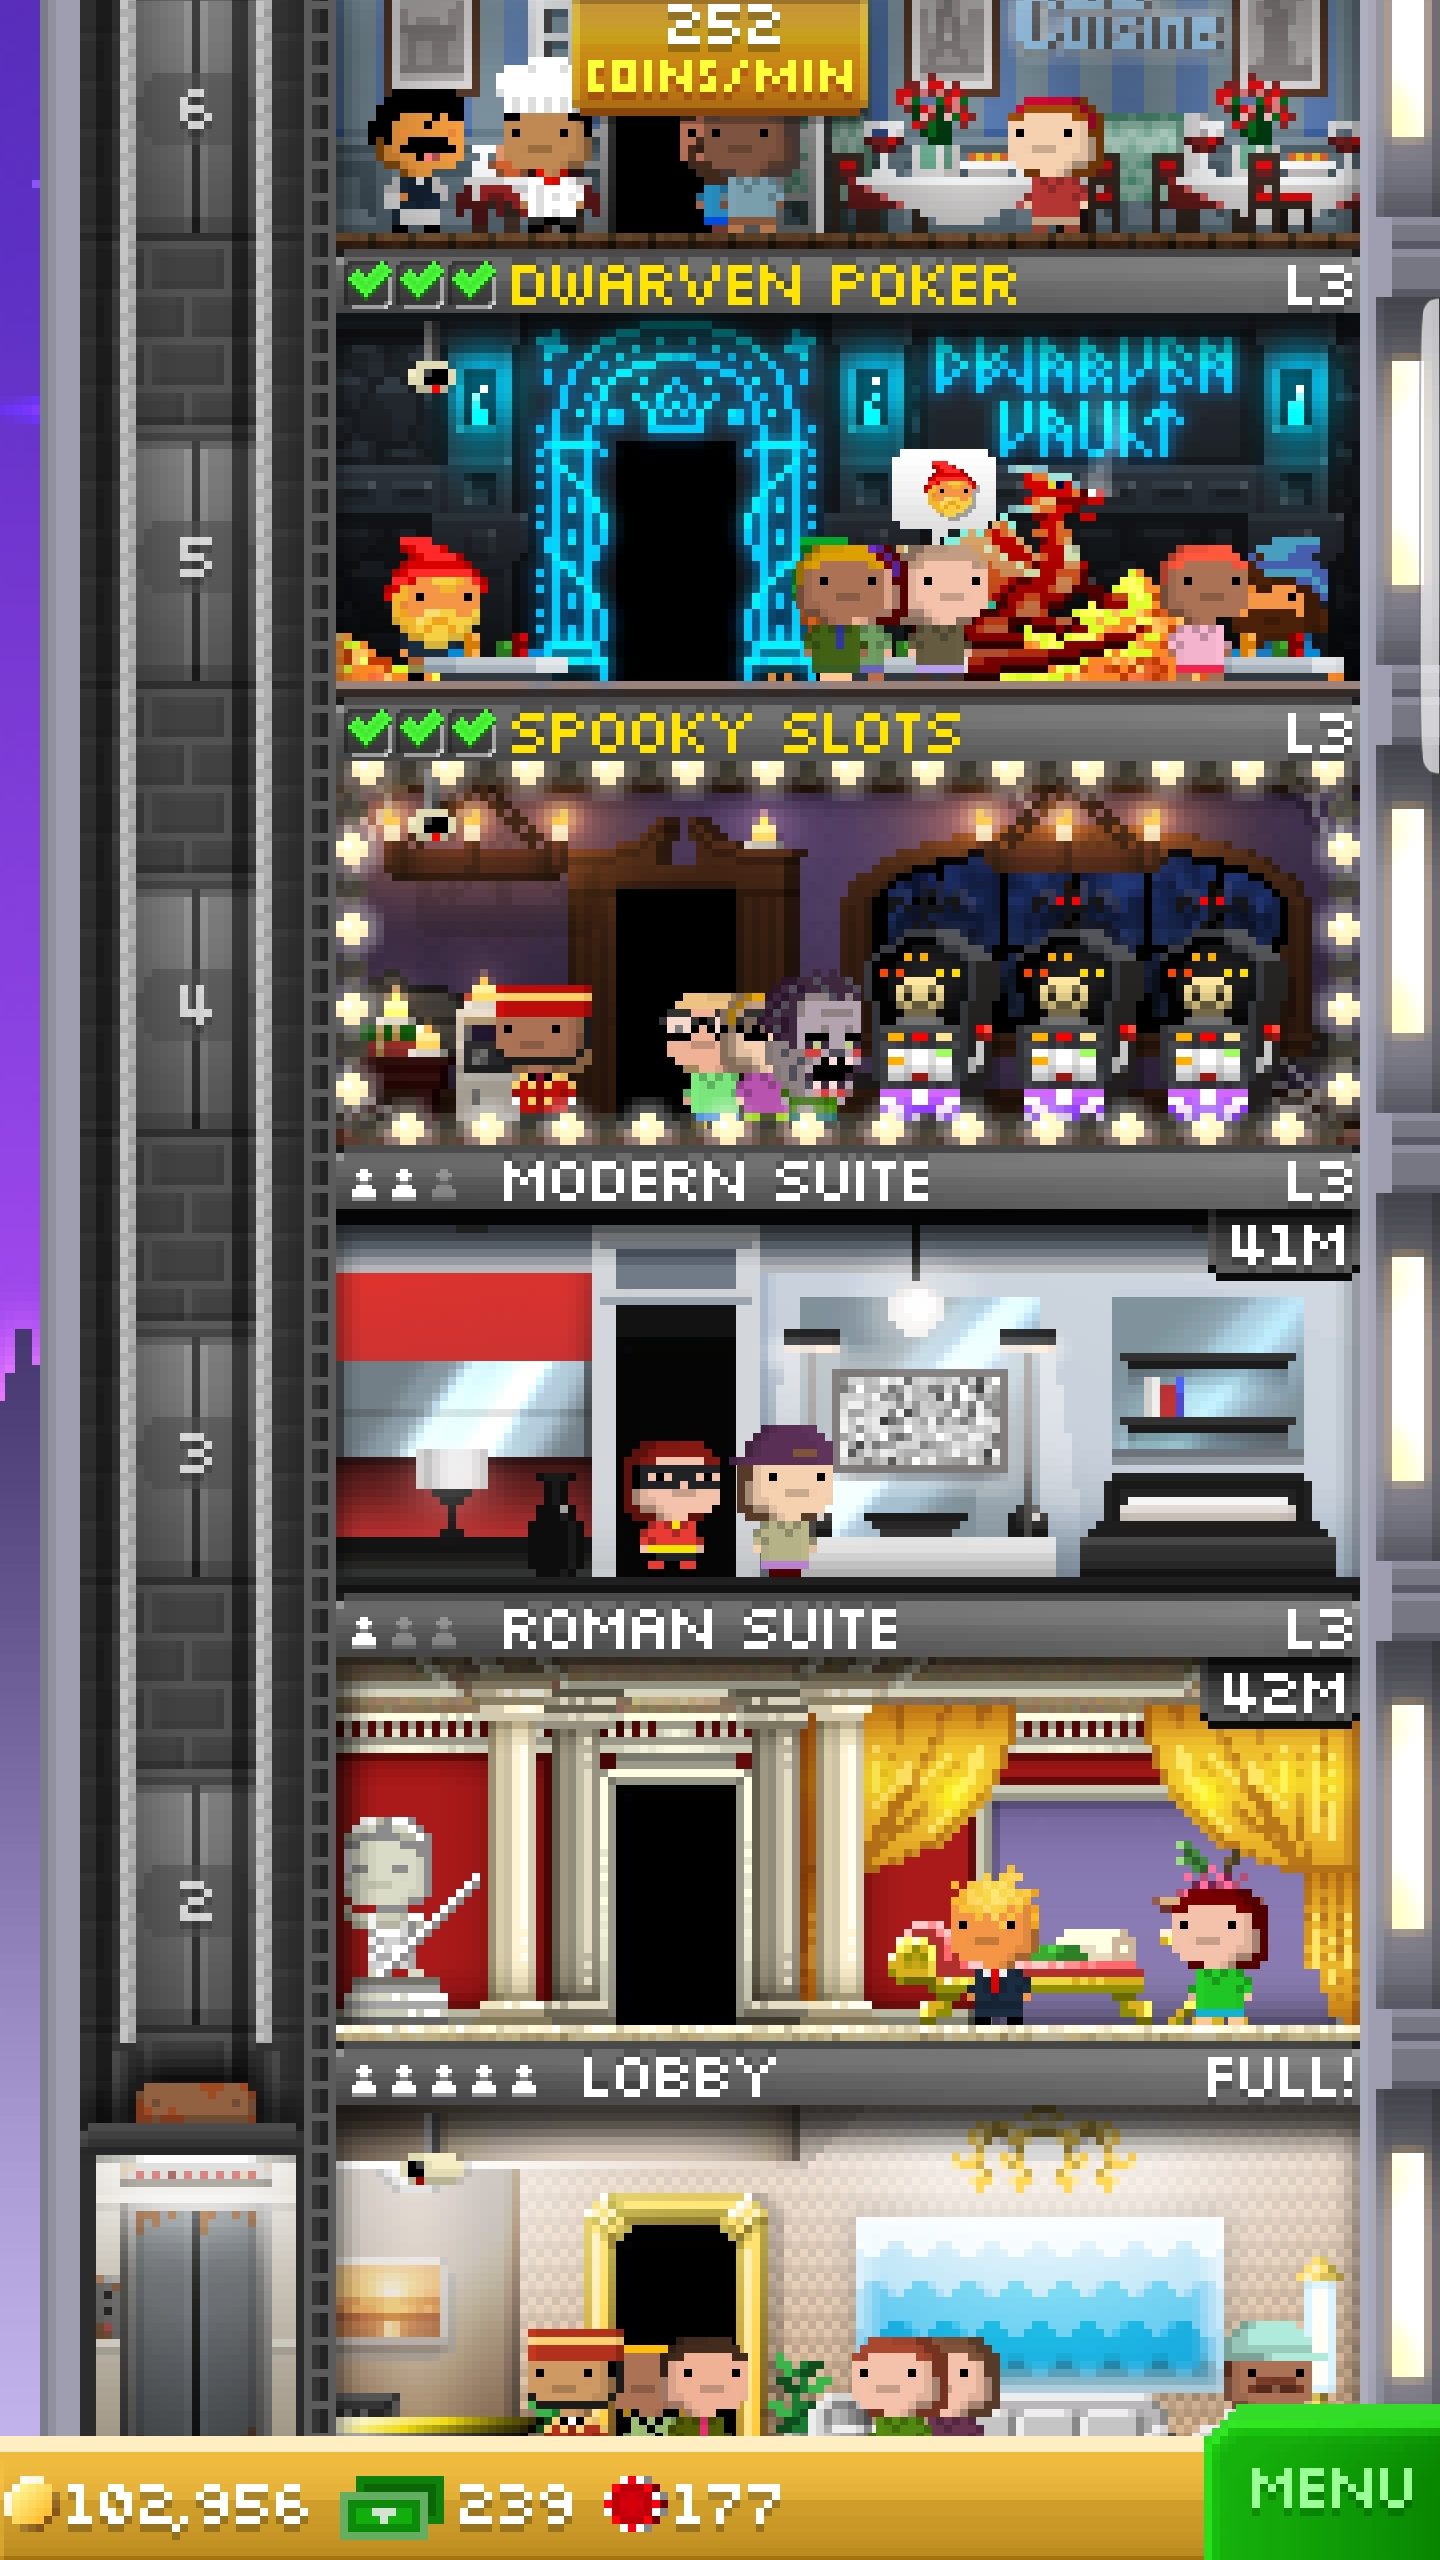 252
COINS/MIN
Cuisine
6
DWARVEN POKER L3
DWARVEN
VAULT
5
SPOOKY SLOTS L3
4
MODERN SUITE L3
41M
3
ROMAN SUITE L3
42M
2
LOBBY FULL!
102,956 239 177
MENU